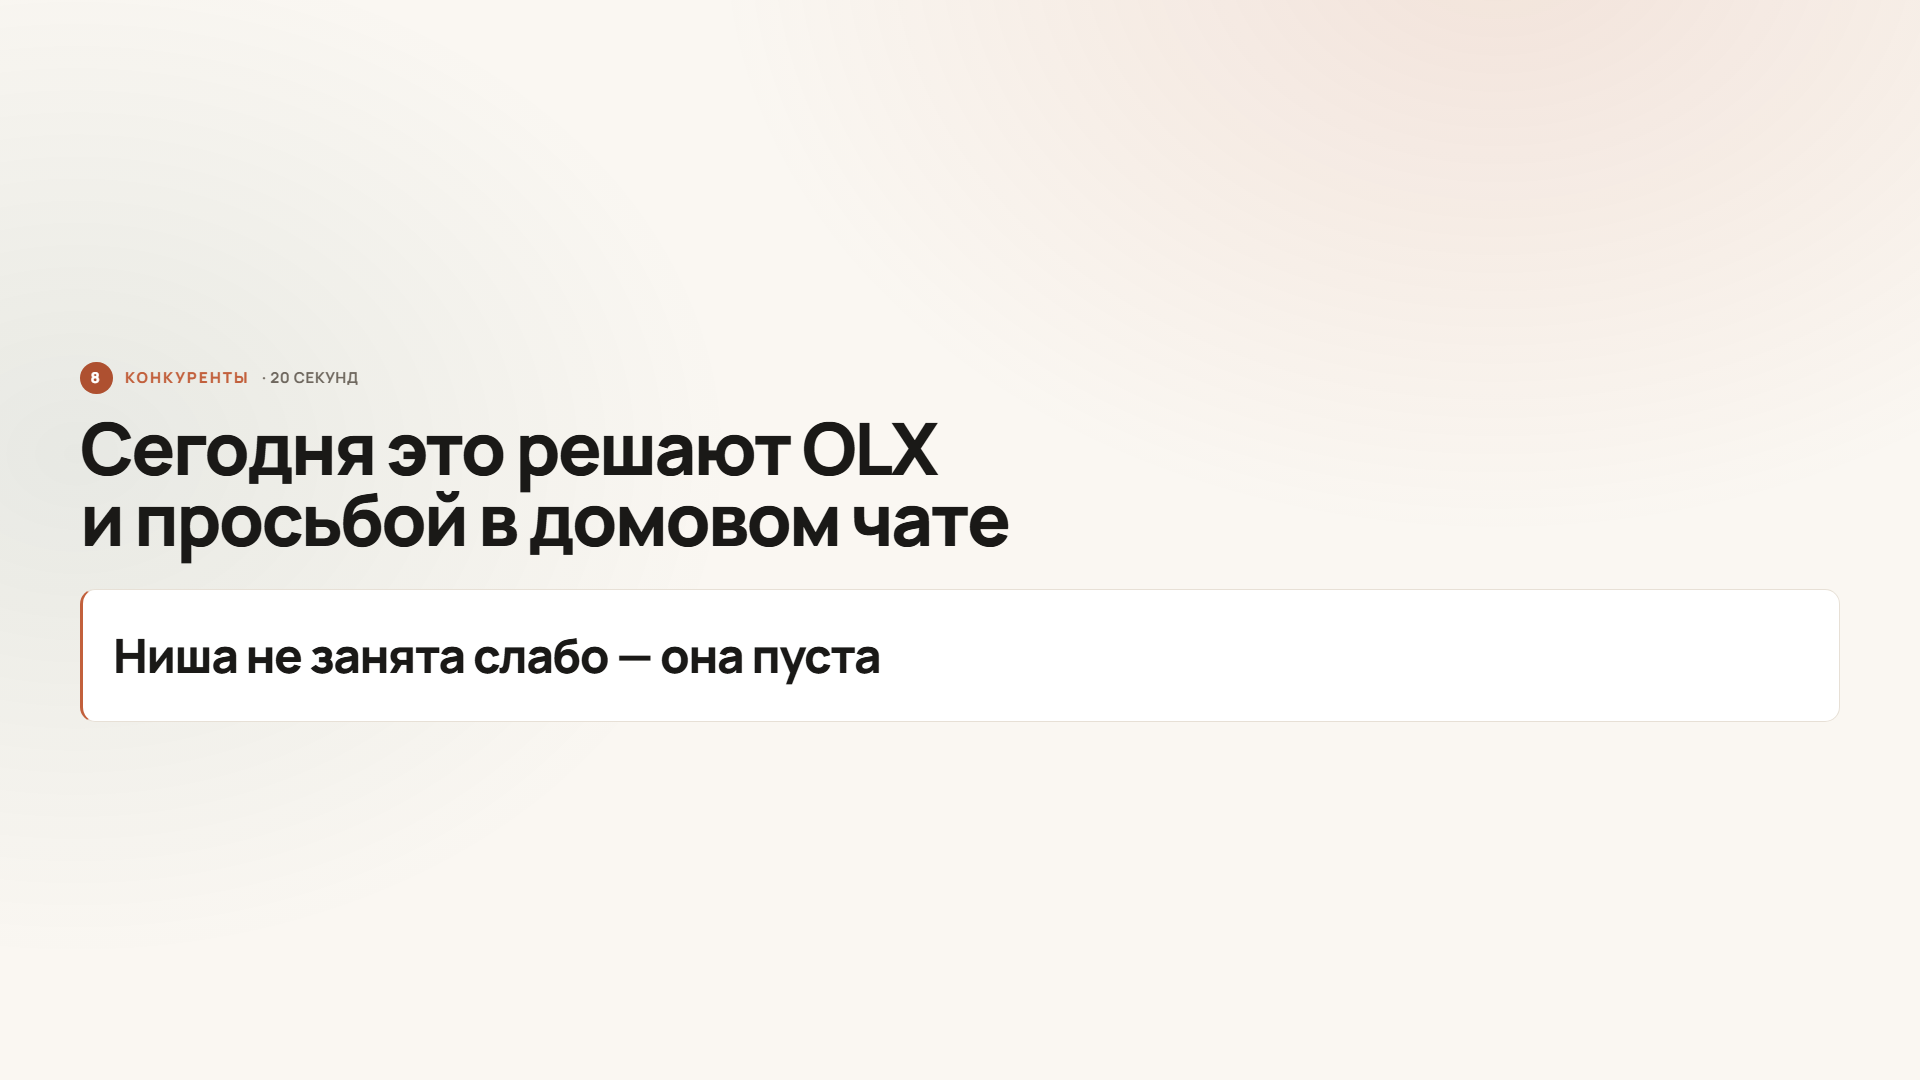 8 КОНКУРЕНТЫ · 20 СЕКУНД
Сегодня это решают OLX
и просьбой в домовом чате
Ниша не занята слабо — она пуста